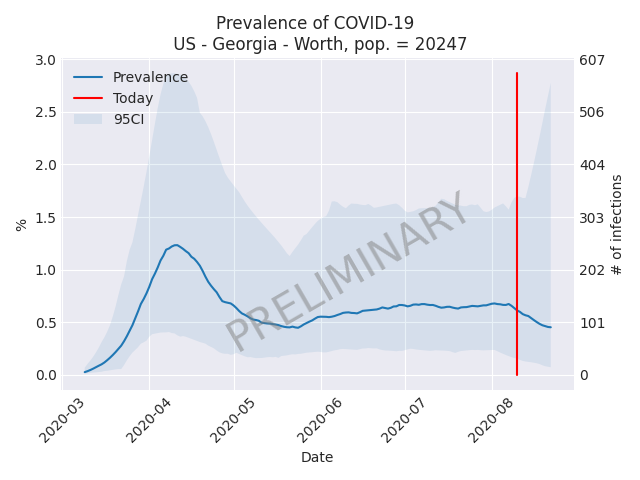 Prevalence of COVID-19
US - Georgia - Worth, pop. = 20247
Prevalence
Today
95CI
3.0
2.5
2.0
1.5
1.0
0.5
0.0
%
607
506
404
303
202
101
0
# of infections
PRELIMINARY
2020-03
2020-04
2020-05
2020-06
2020-07
2020-08
Date